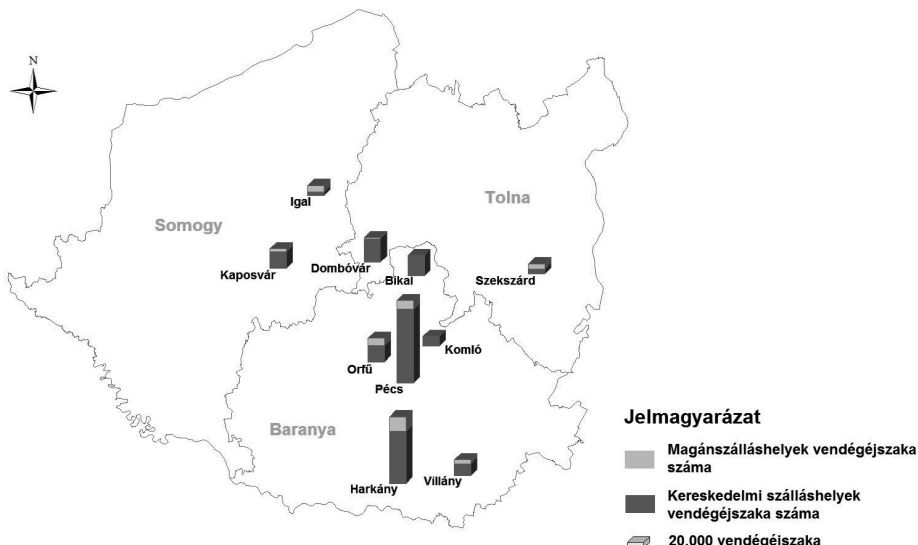 N
Igal
Tolna
Somogy
Kaposvár
Dombóvár
Bikal
Szekszárd
Komló
Orfű
Pécs
Baranya
Harkány
Villány
Jelmagyarázat
Magánszálláshelyek vendégéjszaka
száma
Kereskedelmi szálláshelyek
vendégéjszaka száma
20.000 vendégéjszaka